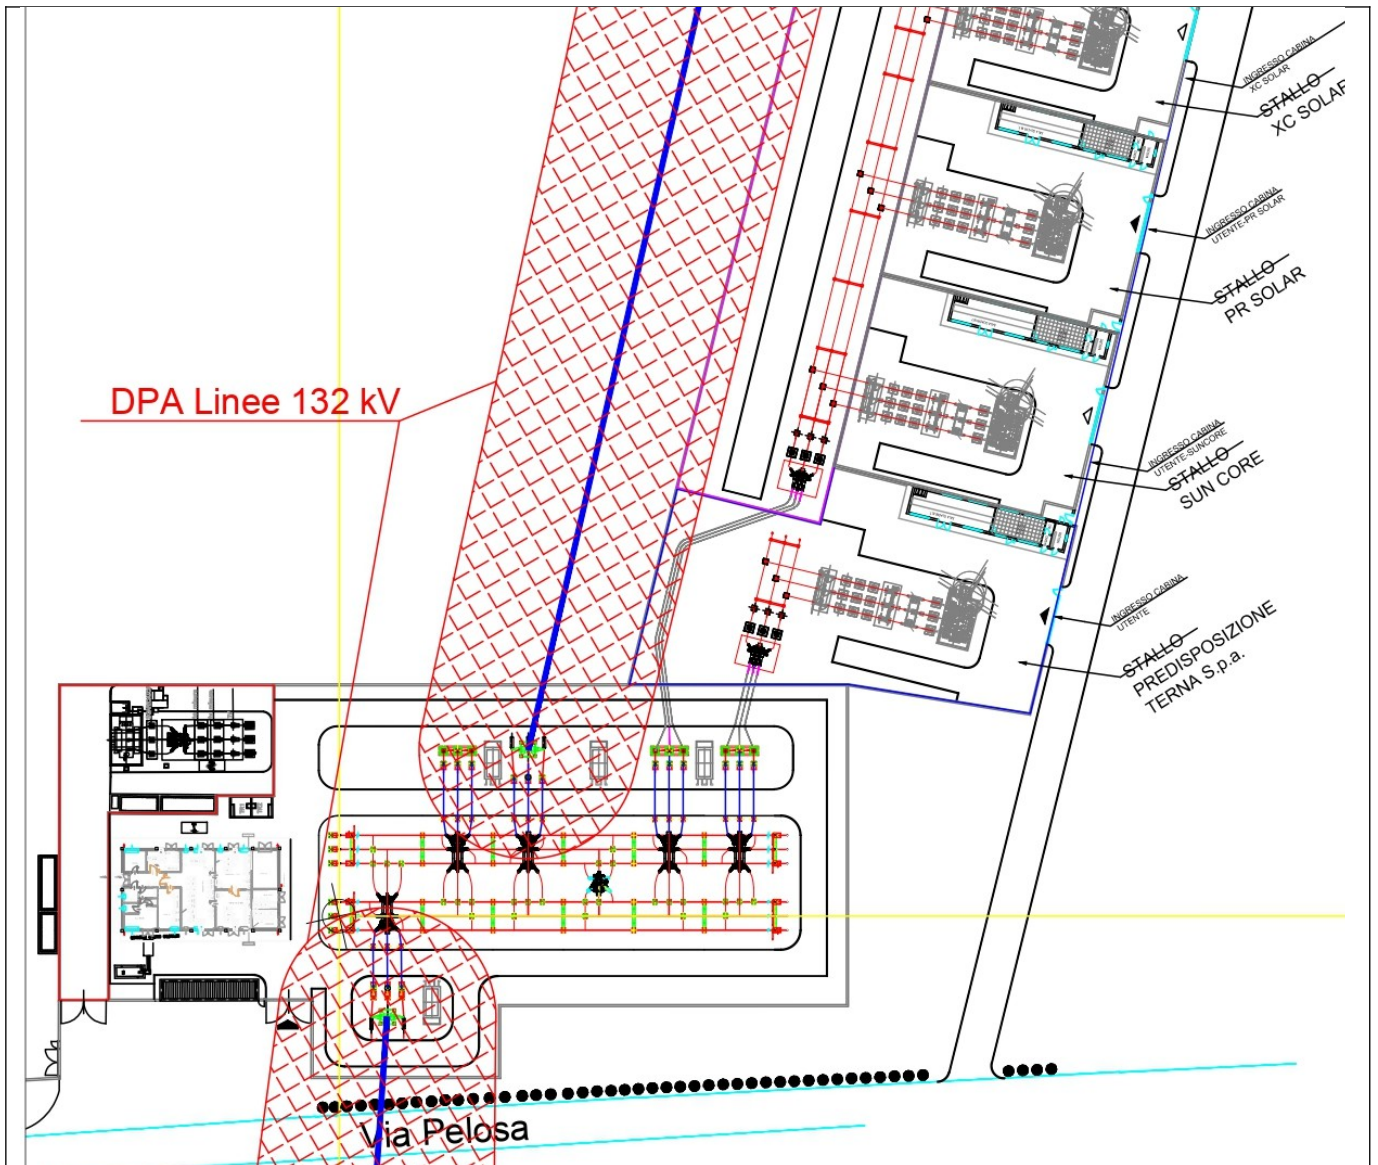 INGRESSO CABINA
XC SOLAR
STALLO
XC SOLAR
INGRESSO CABINA
UTENTE-PR SOLAR
STALLO
PR SOLAR
DPA Linee 132 kV
INGRESSO CABINA
UTENTE-SUNCORE
STALLO
SUN CORE
INGRESSO CABINA
UTENTE
STALLO
PREDISPOSIZIONE
TERNA S.p.a.
Via Pelosa